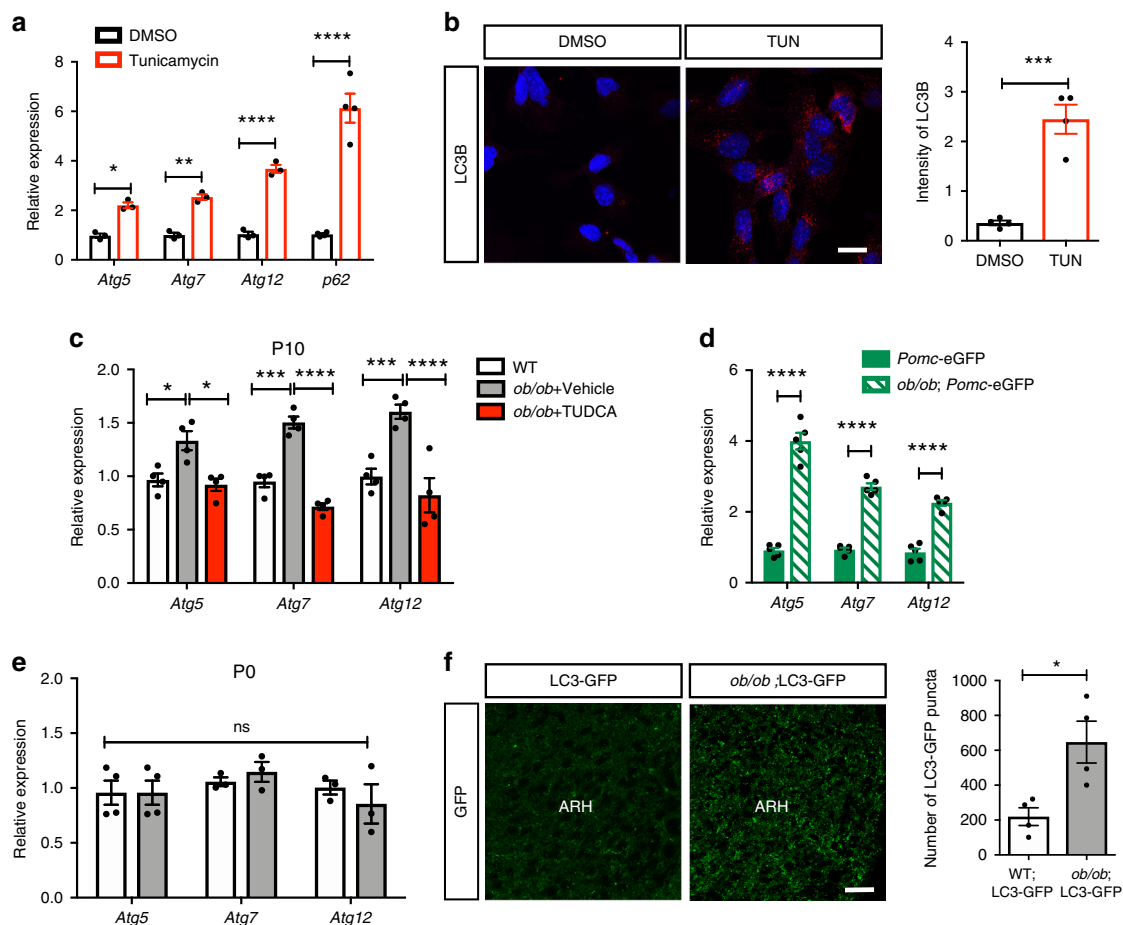 a
DMSO
Tunicamycin
Relative expression
8
6
4
2
0
*
**
****
****
Atg5
Atg7
Atg12
p62
b
DMSO
TUN
LC3B
Intensity of LC3B
4
3
2
1
0
***
DMSO
TUN
c
P10
WT
ob/ob+Vehicle
ob/ob+TUDCA
Relative expression
2.0
1.5
1.0
0.5
0.0
* *
*** ****
*** ****
Atg5
Atg7
Atg12
d
Pomc-eGFP
ob/ob; Pomc-eGFP
Relative expression
6
4
2
0
****
****
****
Atg5
Atg7
Atg12
e
P0
Relative expression
2.0
1.5
1.0
0.5
0.0
ns
Atg5
Atg7
Atg12
f
LC3-GFP
ob/ob ;LC3-GFP
GFP
ARH
ARH
Number of LC3-GFP puncta
1000
800
600
400
200
0
*
WT;
LC3-GFP
ob/ob;
LC3-GFP